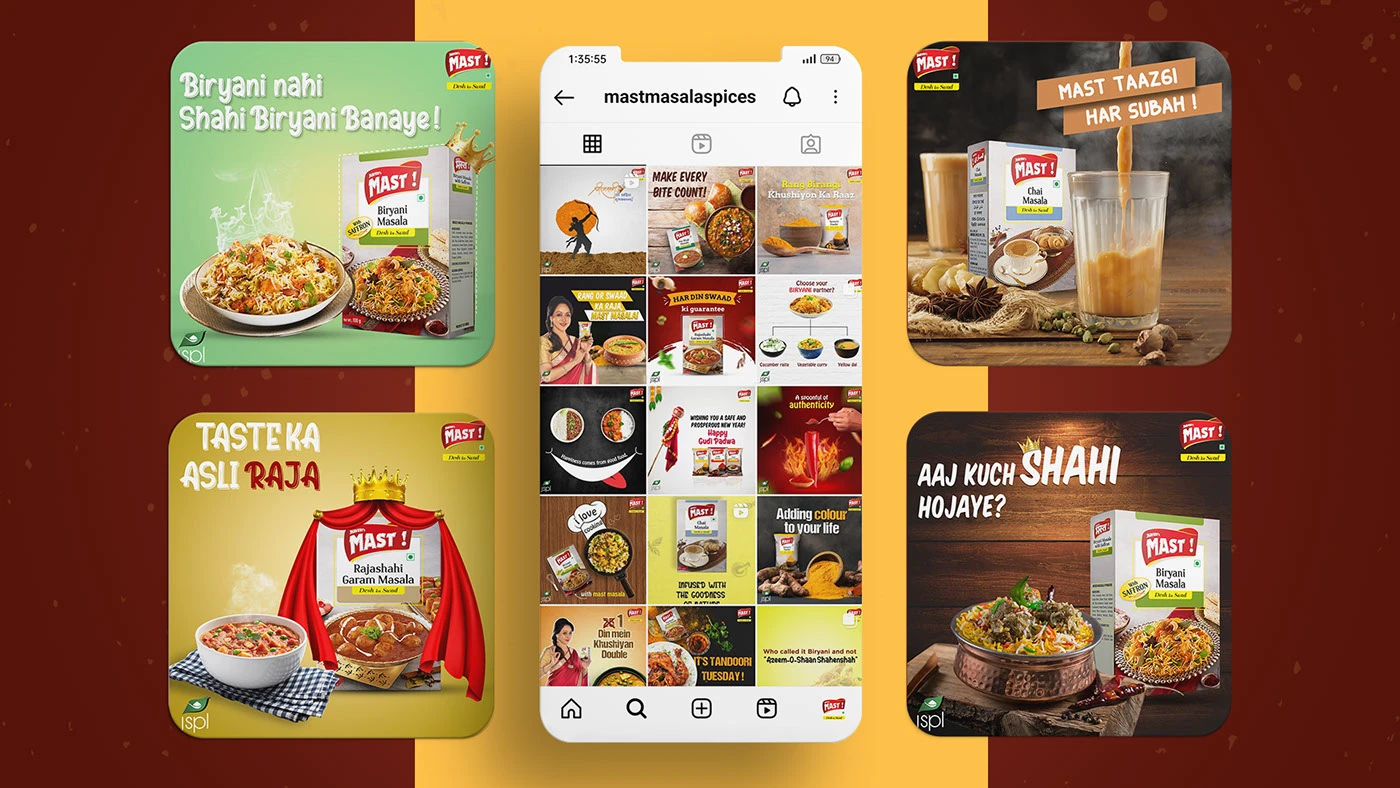 Biryani nahi
Shahi Biryani Banaye!
MAST !
Desh ka Swad
MAST !
Biryani
Masala
With
SAFFRON
Desh ka Swad
ispl
TASTE KA
ASLI RAJA
MAST !
Desh ka Swad
MAST !
Rajashahi
Garam Masala
Desh ka Swad
ispl
1:35:55
94
mastmasalaspices
MAKE EVERY
BITE COUNT!
Rang Birangi
Khushiyon Ka Raaz
RANG OR SWAAD
KA RAJA,
MAST MASALA!
HAR DIN SWAAD
ki guarantee
MAST !
Rajashahi
Garam Masala
Choose your
BIRYANI partner?
Cucumber raita
Vegetable curry
Yellow dal
Happiness comes from good food.
WISHING YOU A SAFE AND
PROSPEROUS NEW YEAR!
Happy
Gudi Padwa
A spoonful of
authenticity
I love
cooking
with mast masala
MAST !
Chai
Masala
INFUSED WITH
THE GOODNESS
OF NATURE
Adding colour
to your life
1
Din mein
Khushiyan
Double
IT'S TANDOORI
TUESDAY !
Who called it Biryani and not
"Azeem-O-Shaan Shahenshah"
MAST !
MAST !
Desh ka Swad
MAST TAAZGI
HAR SUBAH !
MAST !
Chai
Masala
Desh ka Swad
MAST !
Desh ka Swad
AAJ KUCH SHAHI
HOJAYE?
MAST !
Biryani
Masala
With
SAFFRON
Desh ka Swad
ispl